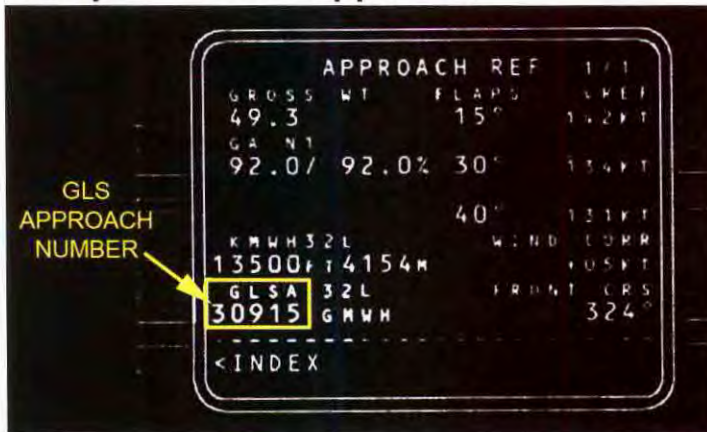 APPROACH REF 1/1
GROSS WT FLAPS VREF
49.3 15° 142KT
GA N1
92.0/ 92.0% 30° 134KT
40° 131KT
KMWH32L WIND CORR
13500FT4154M +05KT
GLSA 32L FRONT CRS
30915 GMWH 324°
<INDEX
GLS
APPROACH
NUMBER